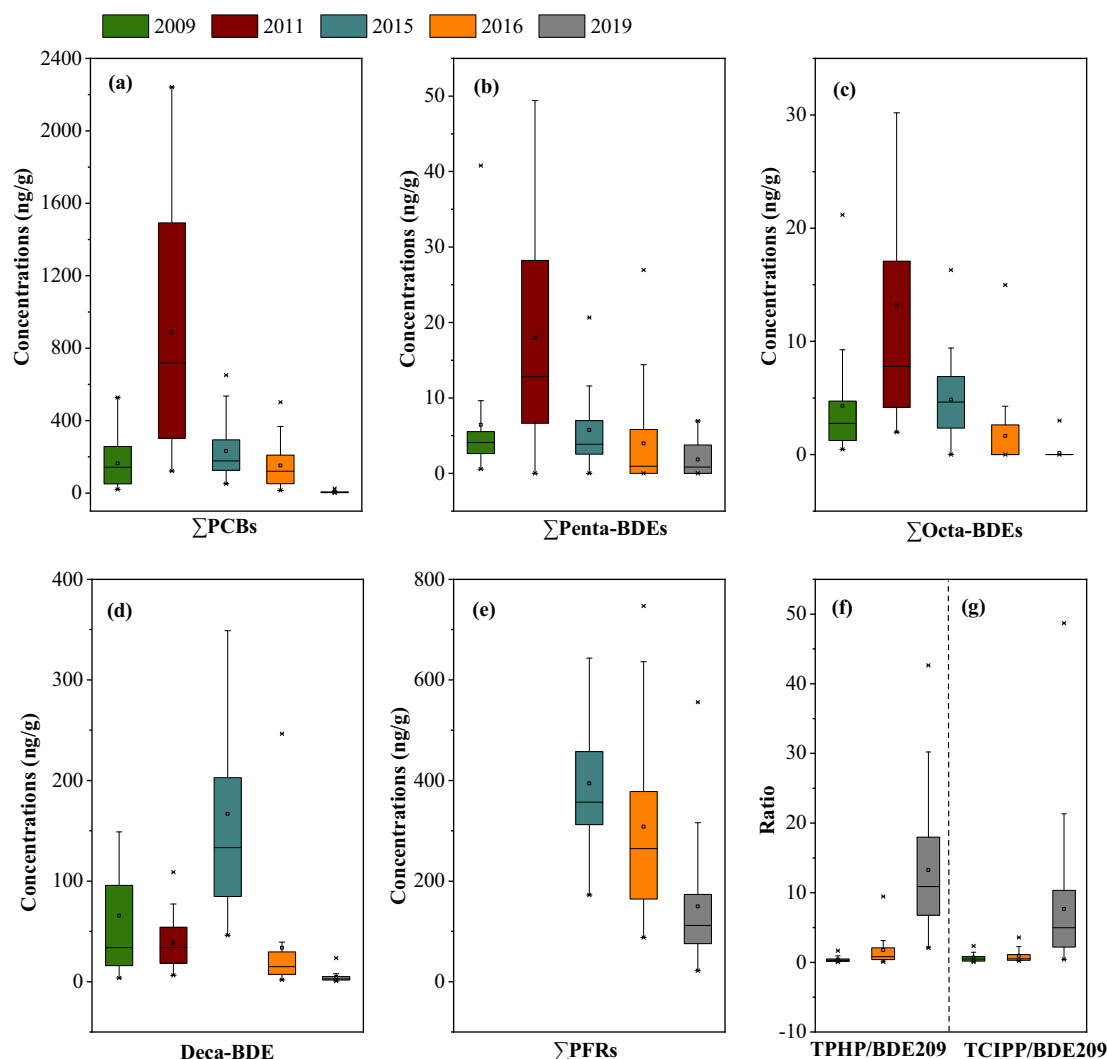 2009 2011 2015 2016 2019
(a)
Concentrations (ng/g)
2400
2000
1600
1200
800
400
0
∑PCBs
(b)
Concentrations (ng/g)
50
40
30
20
10
0
∑Penta-BDEs
(c)
Concentrations (ng/g)
30
20
10
0
∑Octa-BDEs
(d)
Concentrations (ng/g)
400
300
200
100
0
Deca-BDE
(e)
Concentrations (ng/g)
800
600
400
200
0
∑PFRs
(f) (g)
Ratio
50
40
30
20
10
0
-10
TPHP/BDE209 TCIPP/BDE209